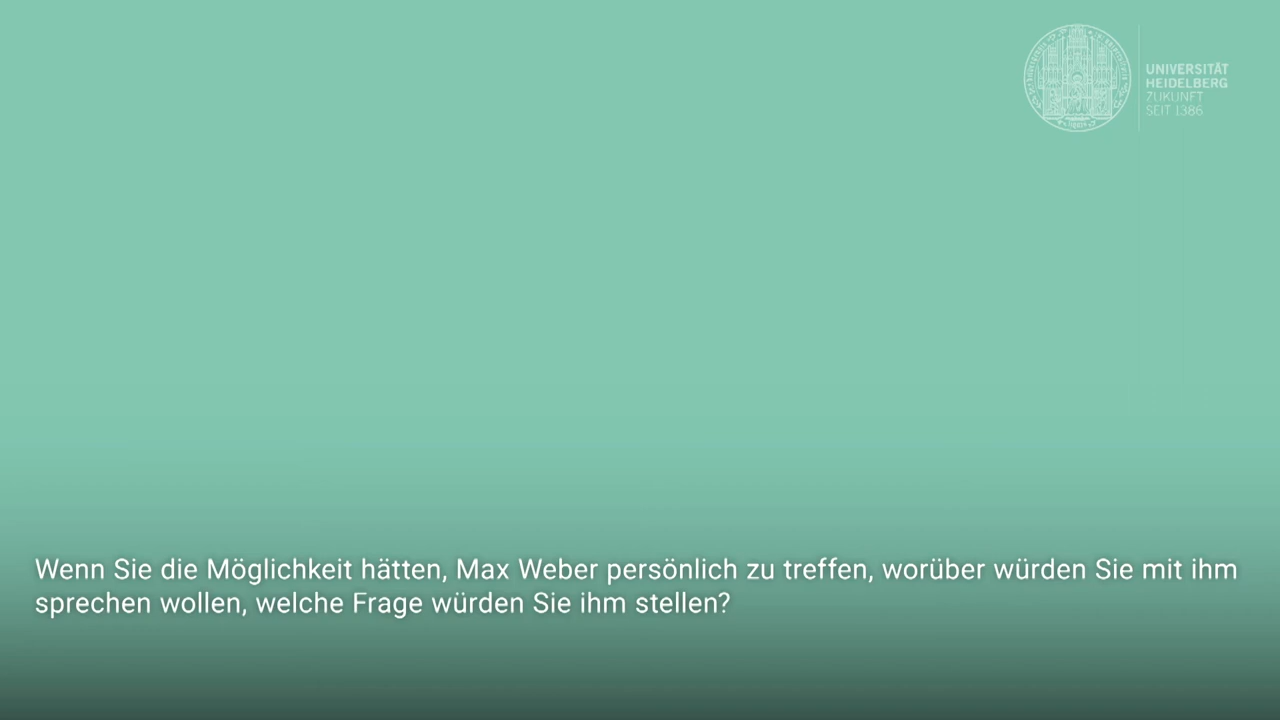 UNIVERSITÄT
HEIDELBERG
ZUKUNFT
SEIT 1386
Wenn Sie die Möglichkeit hätten, Max Weber persönlich zu treffen, worüber würden Sie mit ihm
sprechen wollen, welche Frage würden Sie ihm stellen?